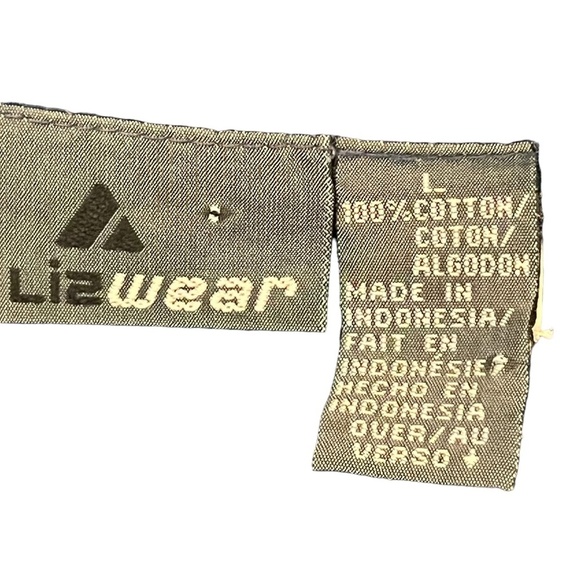 Lizwear
L
100% COTTON/
COTON/
ALGODON
MADE IN
INDONESIA/
FAIT EN
INDONÉSIE/
HECHO EN
INDONESIA
OVER/AU
VERSO ↓